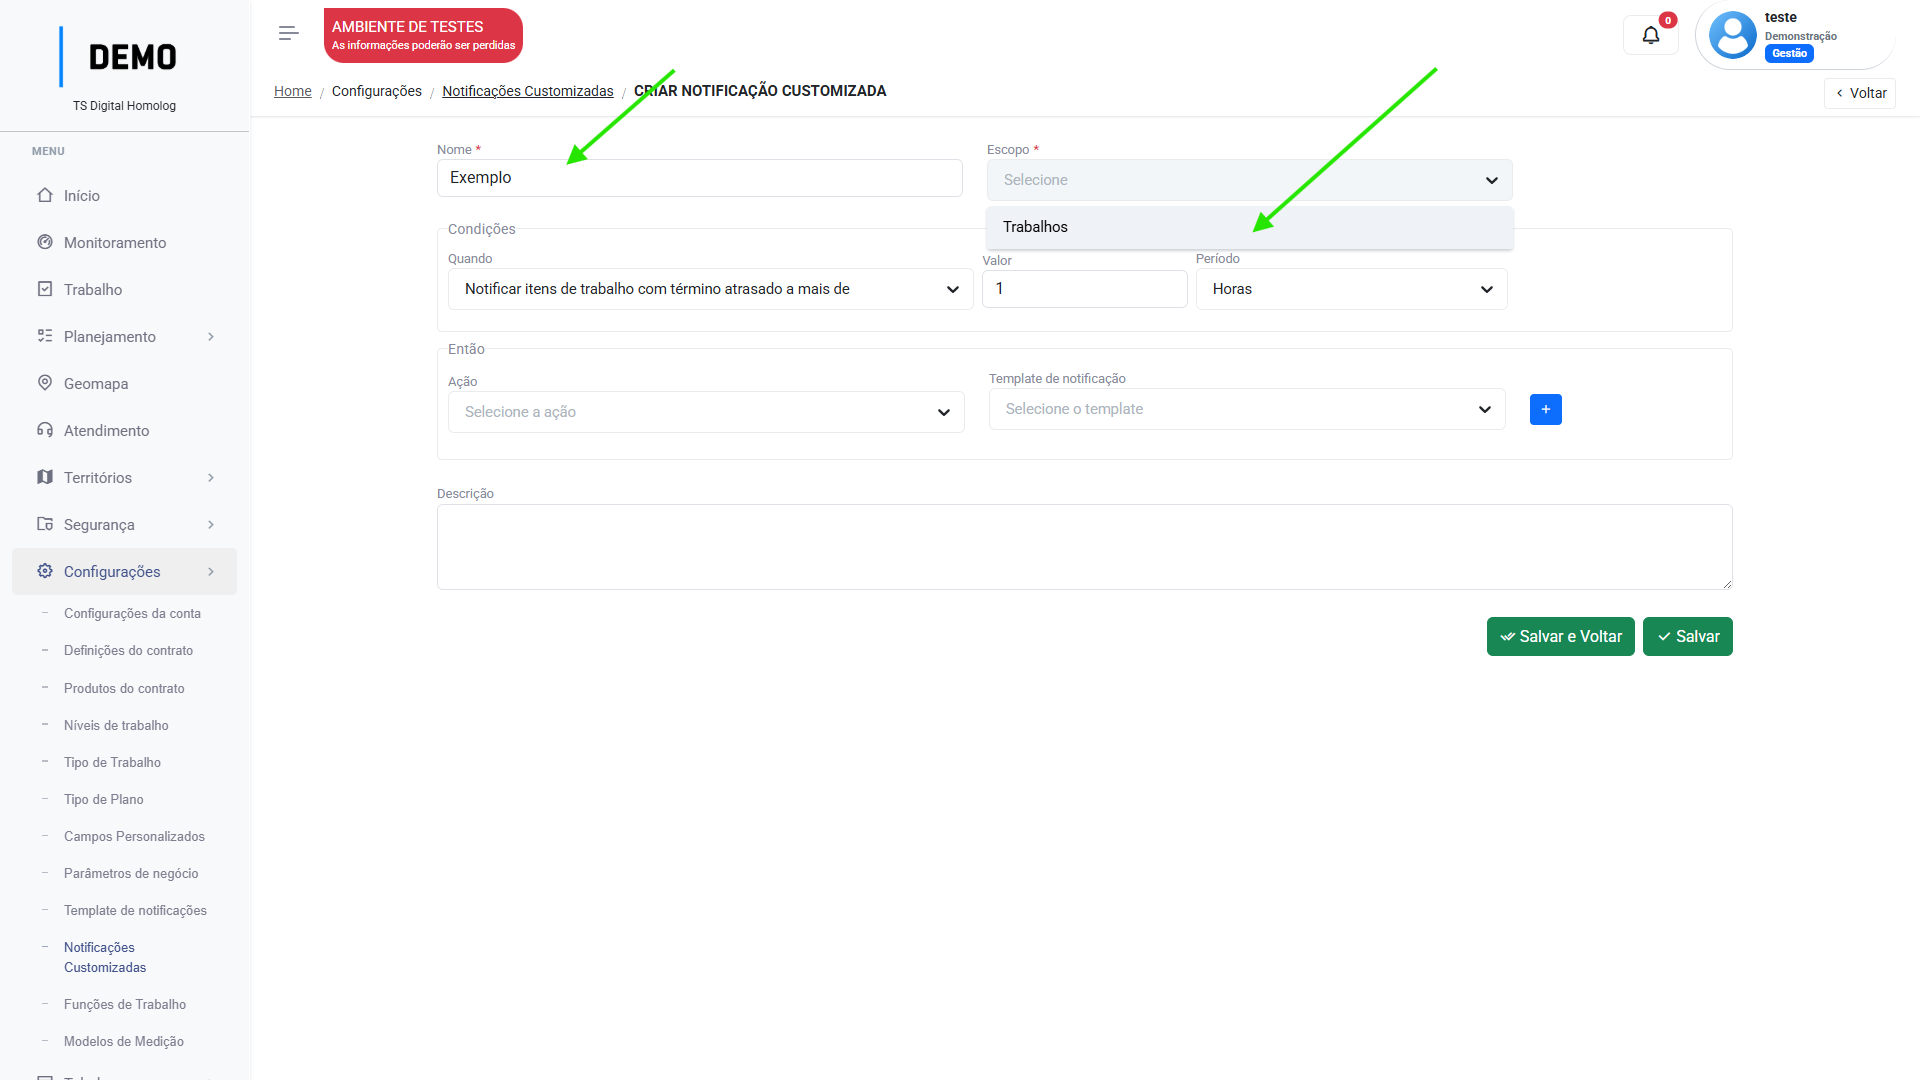 DEMO
TS Digital Homolog
MENU
Início
Monitoramento
Trabalho
Planejamento
Geomapa
Atendimento
Territórios
Segurança
Configurações
Configurações da conta
Definições do contrato
Produtos do contrato
Níveis de trabalho
Tipo de Trabalho
Tipo de Plano
Campos Personalizados
Parâmetros de negócio
Template de notificações
Notificações
Customizadas
Funções de Trabalho
Modelos de Medição
AMBIENTE DE TESTES
As informações poderão ser perdidas
0
teste
Demonstração
Gestão
Home / Configurações / Notificações Customizadas / CRIAR NOTIFICAÇÃO CUSTOMIZADA
Voltar
Nome *
Exemplo
Escopo *
Selecione
Trabalhos
Condições
Quando
Notificar itens de trabalho com término atrasado a mais de
Valor
1
Período
Horas
Então
Ação
Selecione a ação
Template de notificação
Selecione o template
+
Descrição
Salvar e Voltar
Salvar